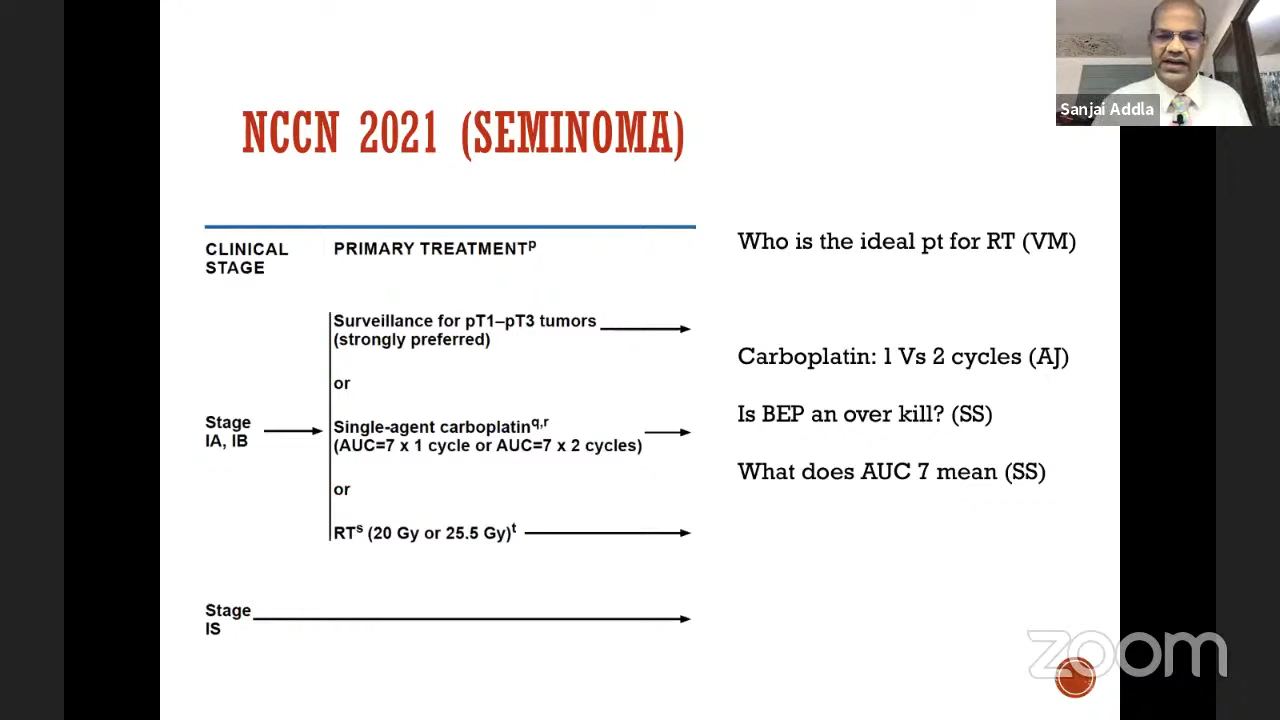 Sanjai Addla
NCCN 2021 (SEMINOMA)
CLINICAL
STAGE
PRIMARY TREATMENTp
Surveillance for pT1–pT3 tumors
(strongly preferred)
or
Stage
IA, IB
Single-agent carboplatinq,r
(AUC=7 x 1 cycle or AUC=7 x 2 cycles)
or
RTs (20 Gy or 25.5 Gy)t
Stage
IS
Who is the ideal pt for RT (VM)
Carboplatin: 1 Vs 2 cycles (AJ)
Is BEP an over kill? (SS)
What does AUC 7 mean (SS)
zoom